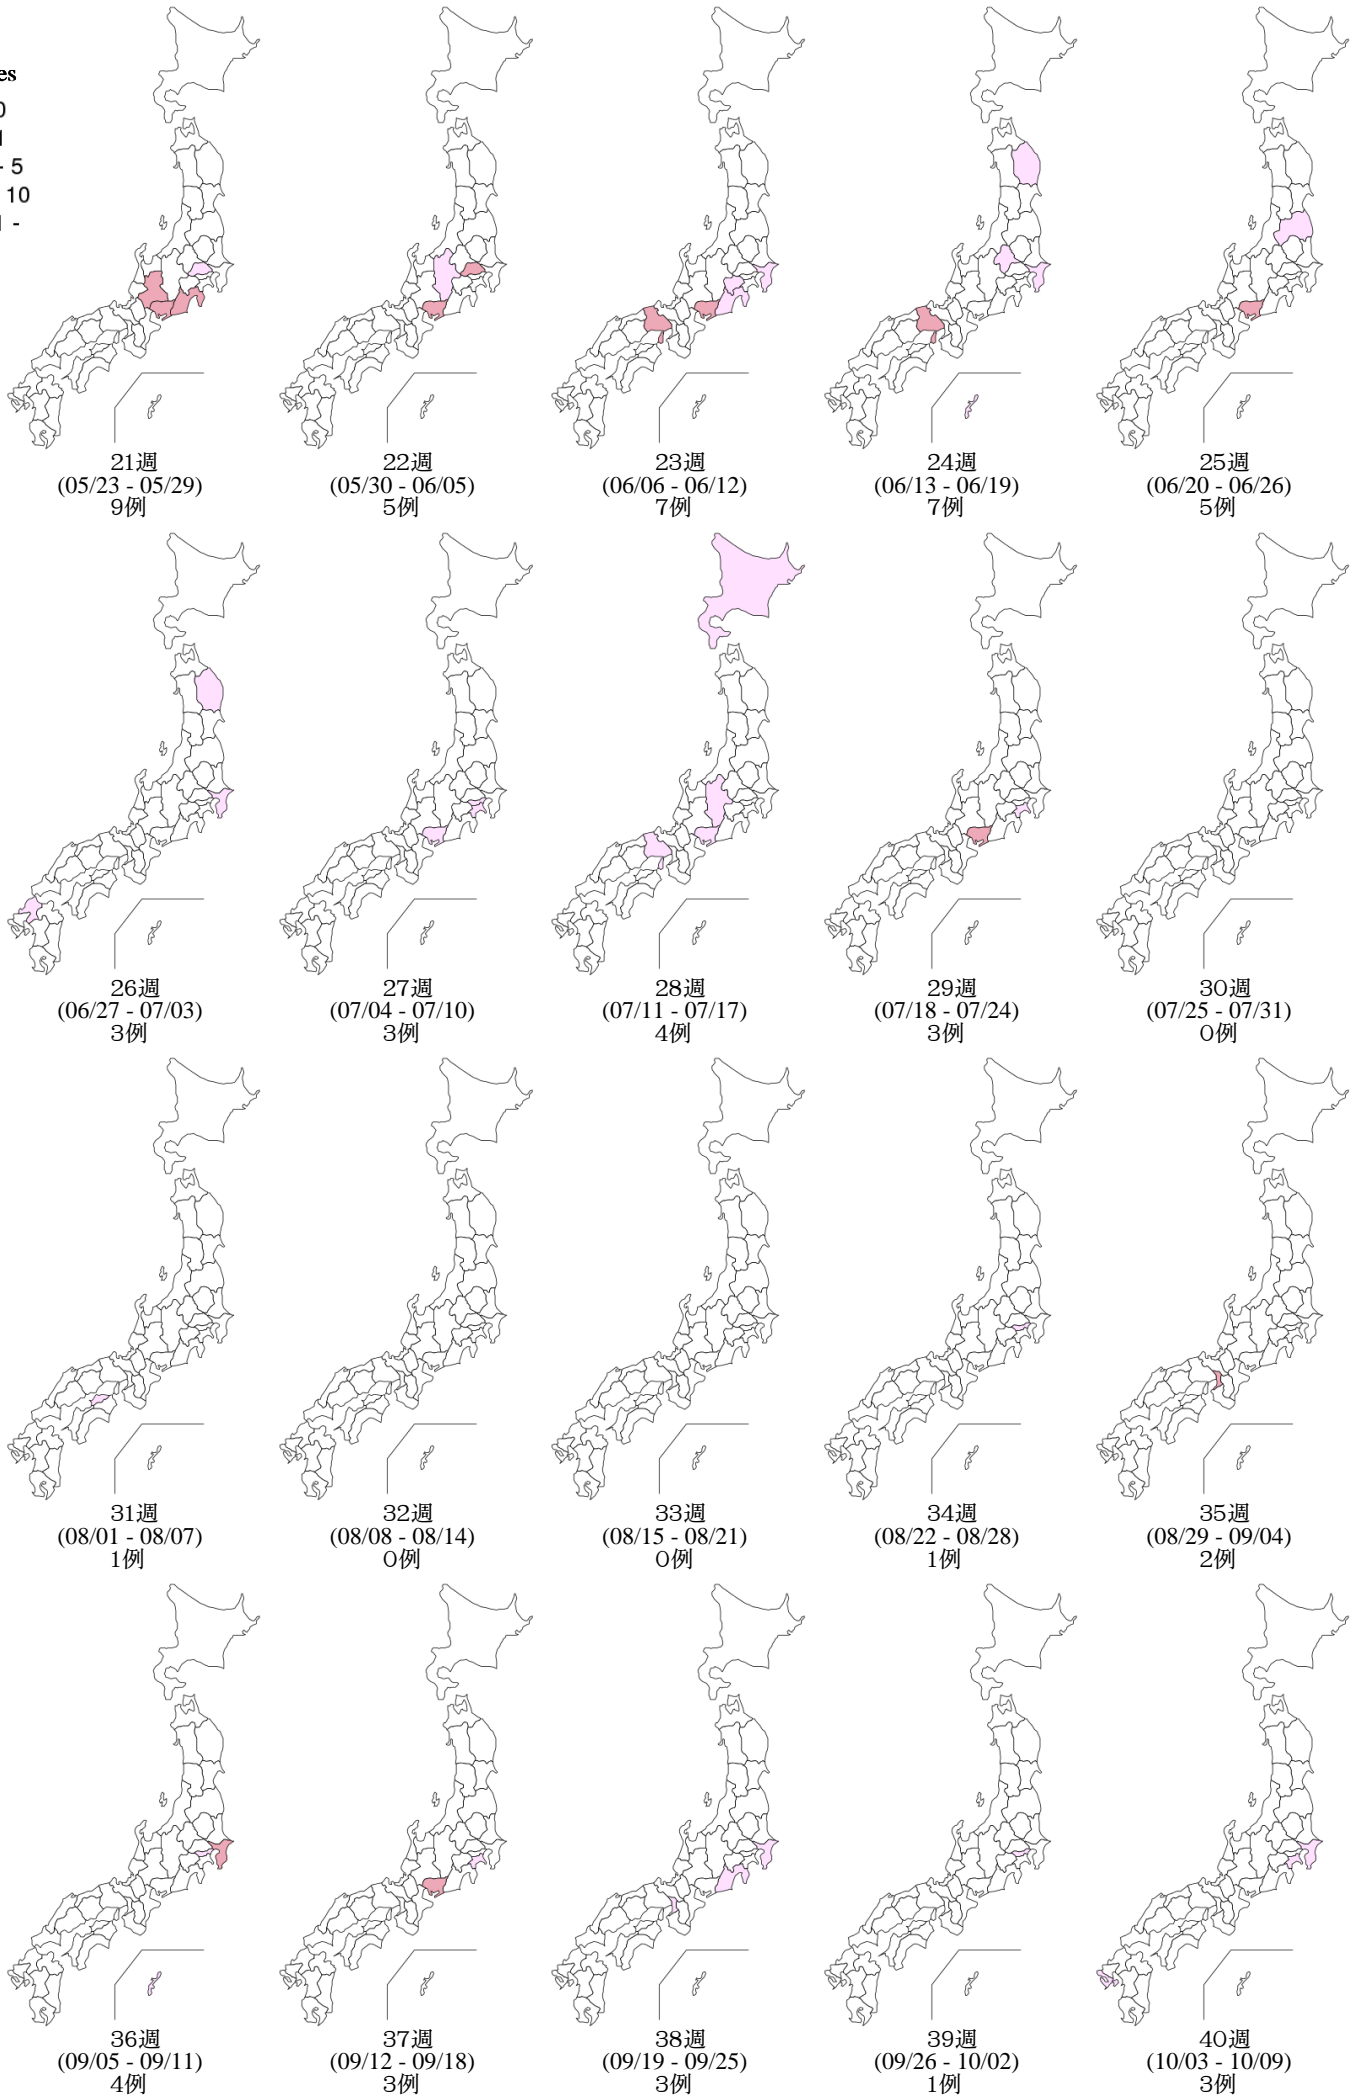 es
0
1
- 5
10
1 -
21週
(05/23 - 05/29)
9例
22週
(05/30 - 06/05)
5例
23週
(06/06 - 06/12)
7例
24週
(06/13 - 06/19)
7例
25週
(06/20 - 06/26)
5例
26週
(06/27 - 07/03)
3例
27週
(07/04 - 07/10)
3例
28週
(07/11 - 07/17)
4例
29週
(07/18 - 07/24)
3例
30週
(07/25 - 07/31)
0例
31週
(08/01 - 08/07)
1例
32週
(08/08 - 08/14)
0例
33週
(08/15 - 08/21)
0例
34週
(08/22 - 08/28)
1例
35週
(08/29 - 09/04)
2例
36週
(09/05 - 09/11)
4例
37週
(09/12 - 09/18)
3例
38週
(09/19 - 09/25)
3例
39週
(09/26 - 10/02)
1例
40週
(10/03 - 10/09)
3例